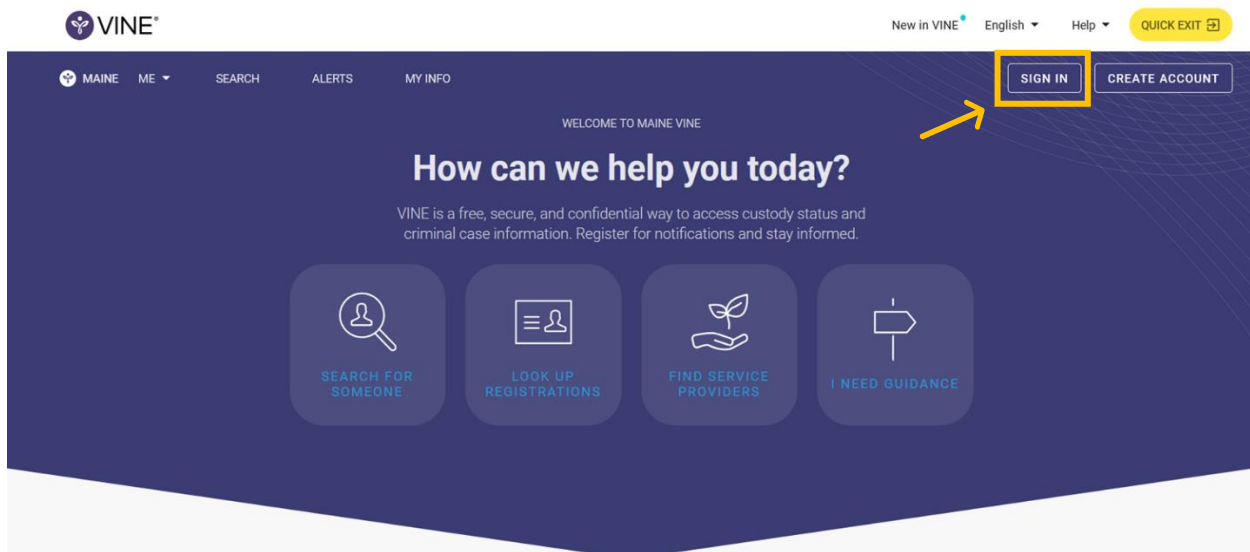 VINE®
New in VINE
English
Help
QUICK EXIT
MAINE
ME
SEARCH
ALERTS
MY INFO
SIGN IN
CREATE ACCOUNT
WELCOME TO MAINE VINE
How can we help you today?
VINE is a free, secure, and confidential way to access custody status and
criminal case information. Register for notifications and stay informed.
SEARCH FOR
SOMEONE
LOOK UP
REGISTRATIONS
FIND SERVICE
PROVIDERS
I NEED GUIDANCE